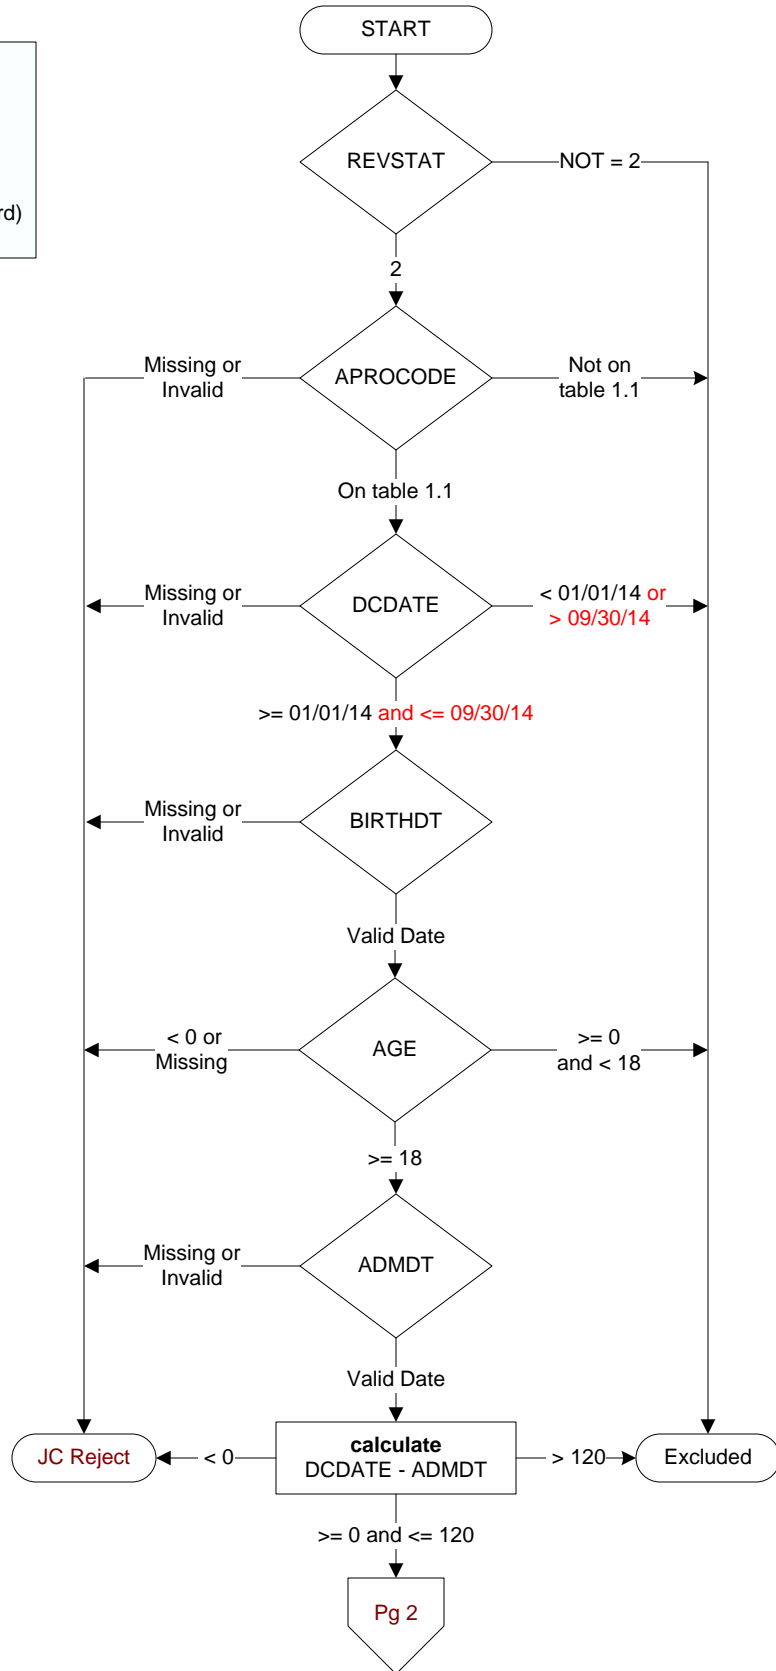 START
rd)
REVSTAT
NOT = 2
2
Missing or
Invalid
APROCODE
Not on
table 1.1
On table 1.1
Missing or
Invalid
DCDATE
< 01/01/14 or
> 09/30/14
>= 01/01/14 and <= 09/30/14
Missing or
Invalid
BIRTHDT
Valid Date
< 0 or
Missing
AGE
>= 0
and < 18
>= 18
Missing or
Invalid
ADMDT
Valid Date
JC Reject
< 0
calculate
DCDATE - ADMDT
> 120
Excluded
>= 0 and <= 120
Pg 2